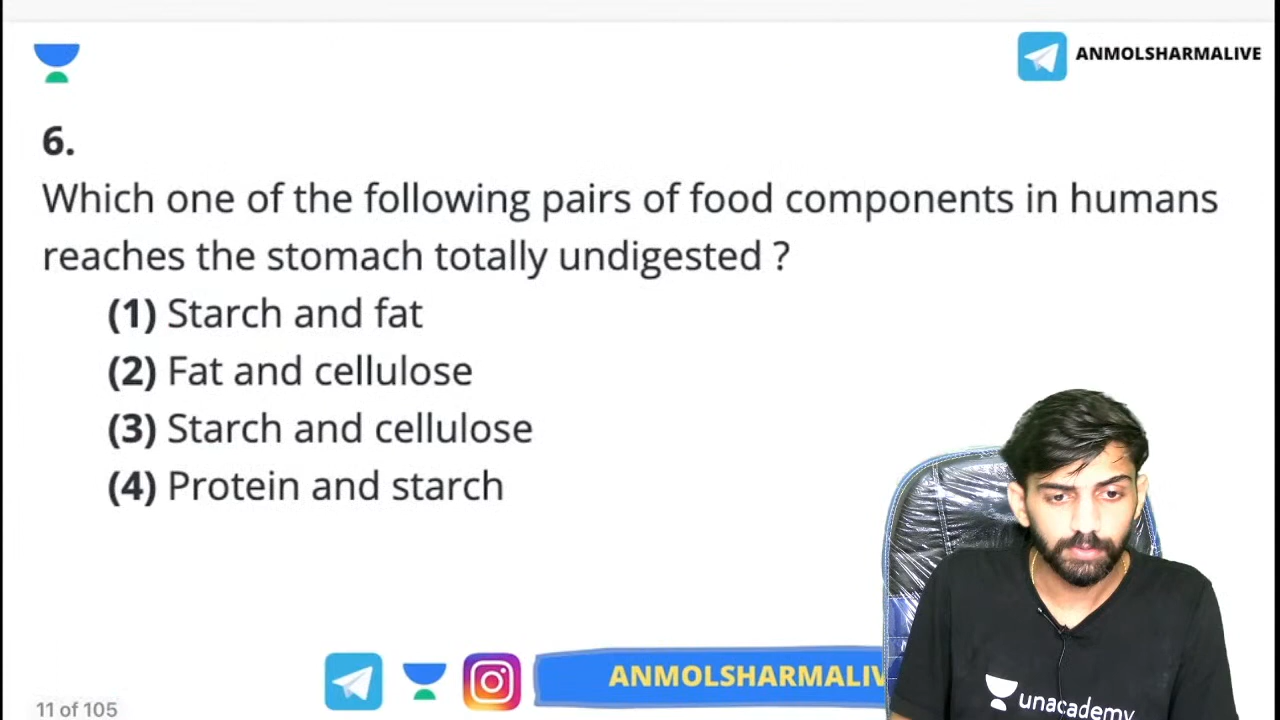 ANMOLSHARMALIVE
6.
Which one of the following pairs of food components in humans
reaches the stomach totally undigested ?
(1) Starch and fat
(2) Fat and cellulose
(3) Starch and cellulose
(4) Protein and starch
ANMOLSHARMALIV
unacademy
11 of 105